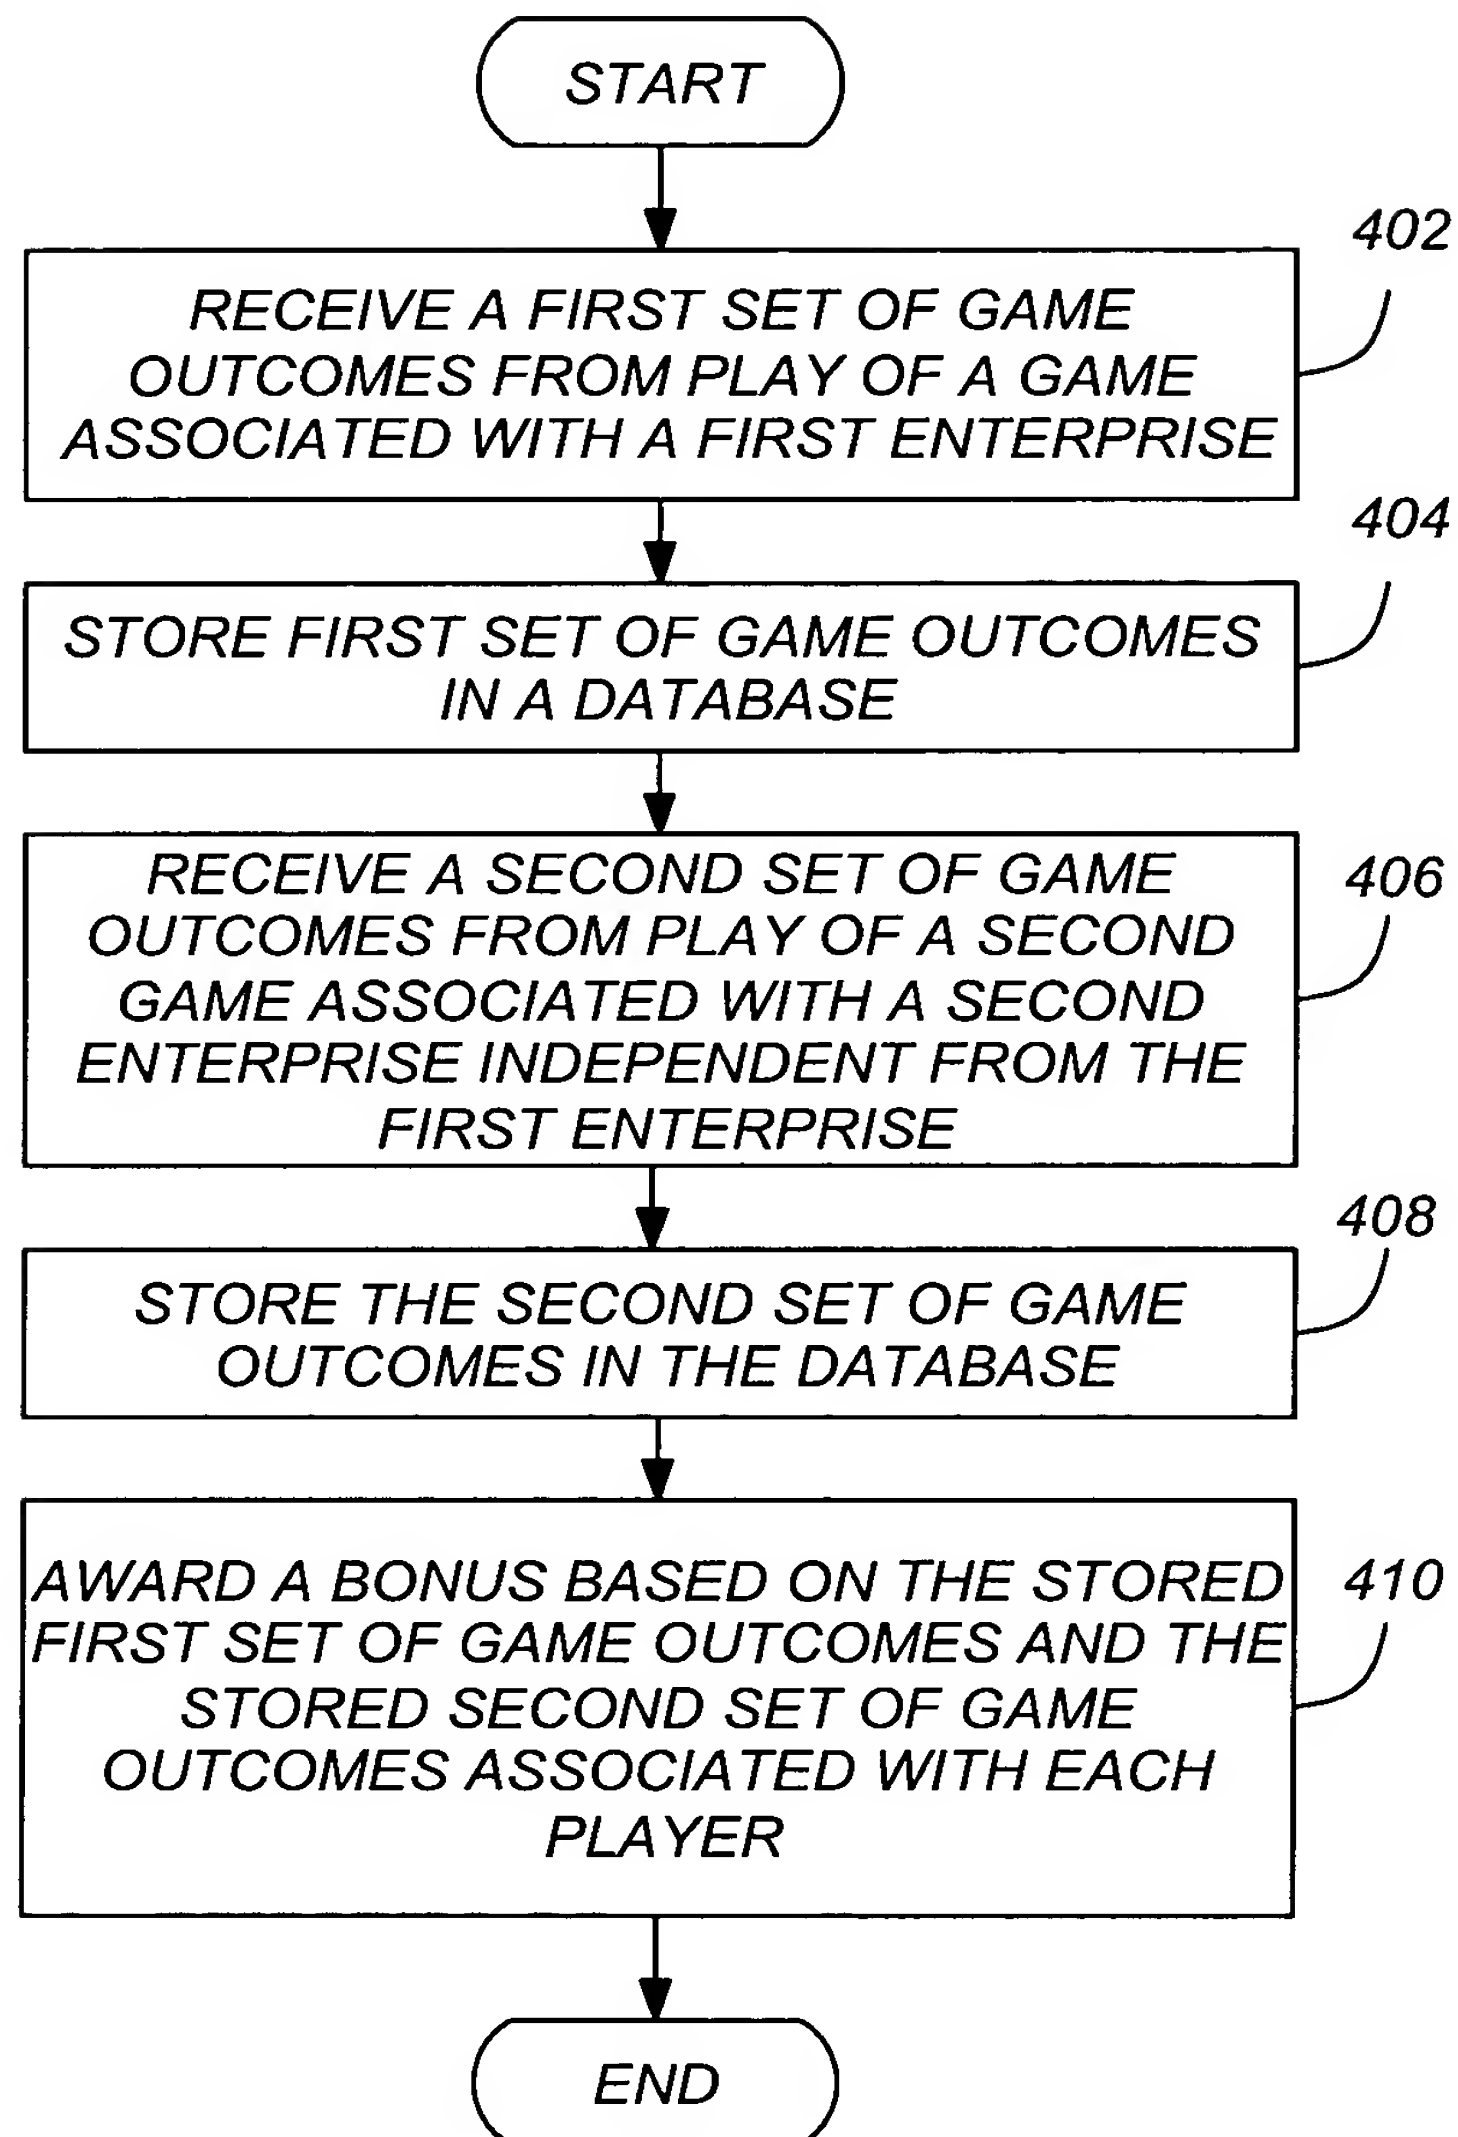 START
402
RECEIVE A FIRST SET OF GAME
OUTCOMES FROM PLAY OF A GAME
ASSOCIATED WITH A FIRST ENTERPRISE
404
STORE FIRST SET OF GAME OUTCOMES
IN A DATABASE
406
RECEIVE A SECOND SET OF GAME
OUTCOMES FROM PLAY OF A SECOND
GAME ASSOCIATED WITH A SECOND
ENTERPRISE INDEPENDENT FROM THE
FIRST ENTERPRISE
408
STORE THE SECOND SET OF GAME
OUTCOMES IN THE DATABASE
410
AWARD A BONUS BASED ON THE STORED
FIRST SET OF GAME OUTCOMES AND THE
STORED SECOND SET OF GAME
OUTCOMES ASSOCIATED WITH EACH
PLAYER
END